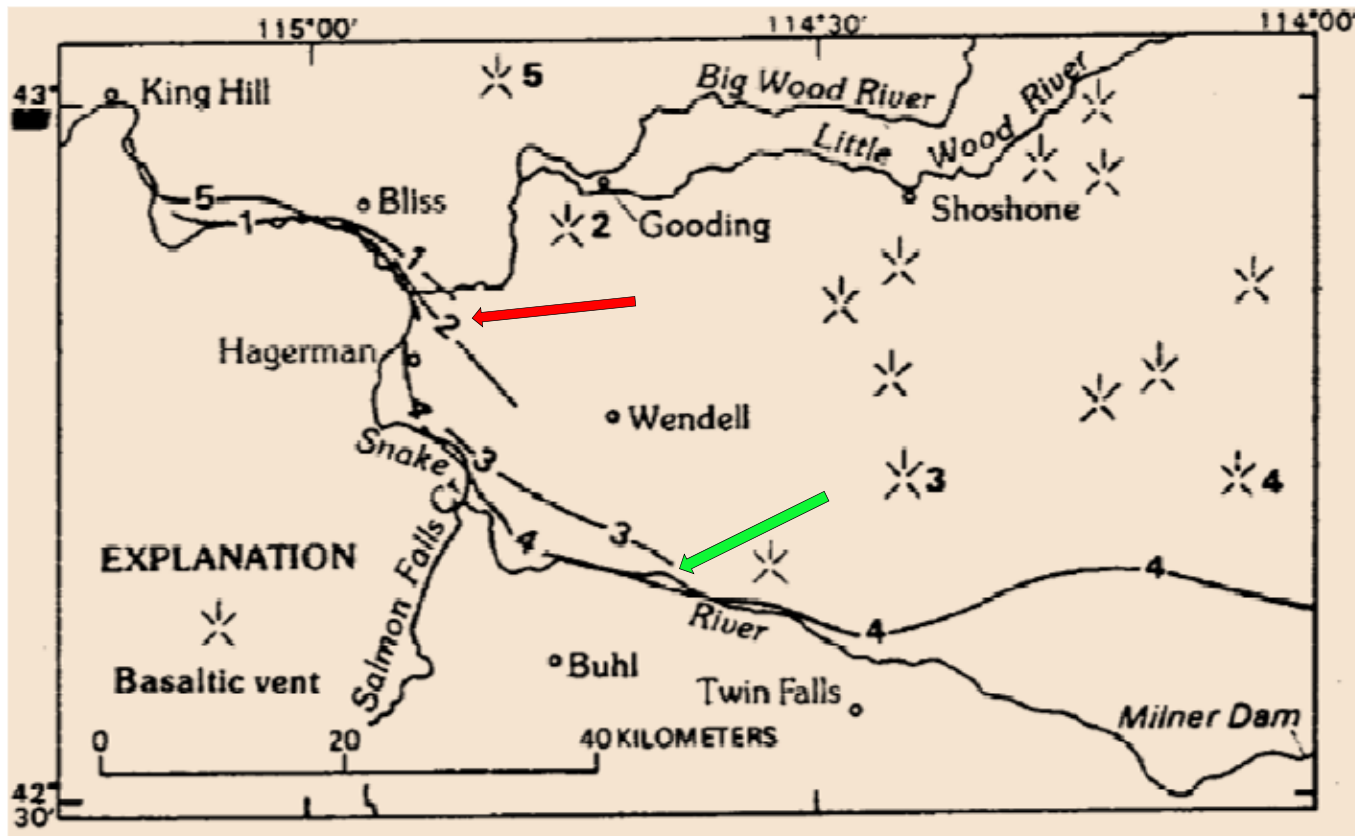 115°00′ 114°30′ 114°00′
43°
King Hill
5
Big Wood River
Little Wood River
5
1
Bliss
2
Gooding
Shoshone
1
2
Hagerman
Wendell
4
Snake
3
3
4
3
4
4
EXPLANATION
Salmon Falls
4
River
Basaltic vent
Buhl
Twin Falls
Milner Dam
0 20 40 KILOMETERS
42°
30′